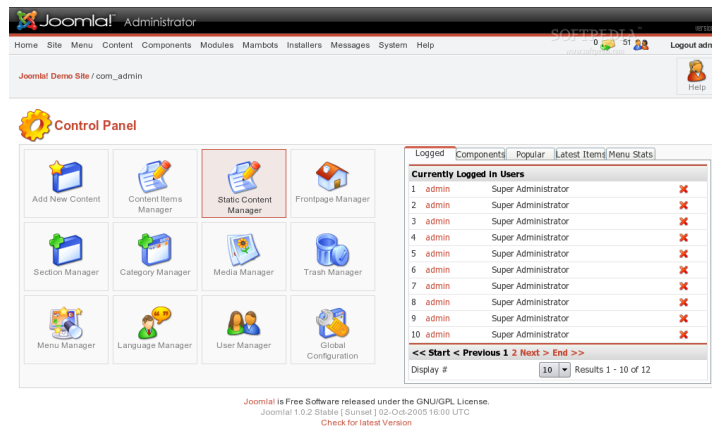 Joomla! Administrator
Home Site Menu Content Components Modules Mambots Installers Messages System Help
SOFTPEDIA
0 51 Logout adm
Joomla! Demo Site / com_admin
Help
Control Panel
Add New Content
Content Items Manager
Static Content Manager
Frontpage Manager
Section Manager
Category Manager
Media Manager
Trash Manager
Menu Manager
Language Manager
User Manager
Global Configuration
Logged Components Popular Latest Items Menu Stats
Currently Logged in Users
1 admin Super Administrator
2 admin Super Administrator
3 admin Super Administrator
4 admin Super Administrator
5 admin Super Administrator
6 admin Super Administrator
7 admin Super Administrator
8 admin Super Administrator
9 admin Super Administrator
10 admin Super Administrator
<< Start < Previous 1 2 Next > End >>
Display # 10 Results 1 - 10 of 12
Joomla! is Free Software released under the GNU/GPL License.
Joomla! 1.0.2 Stable [ Sunset ] 02-Oct-2005 16:00 UTC
Check for latest Version